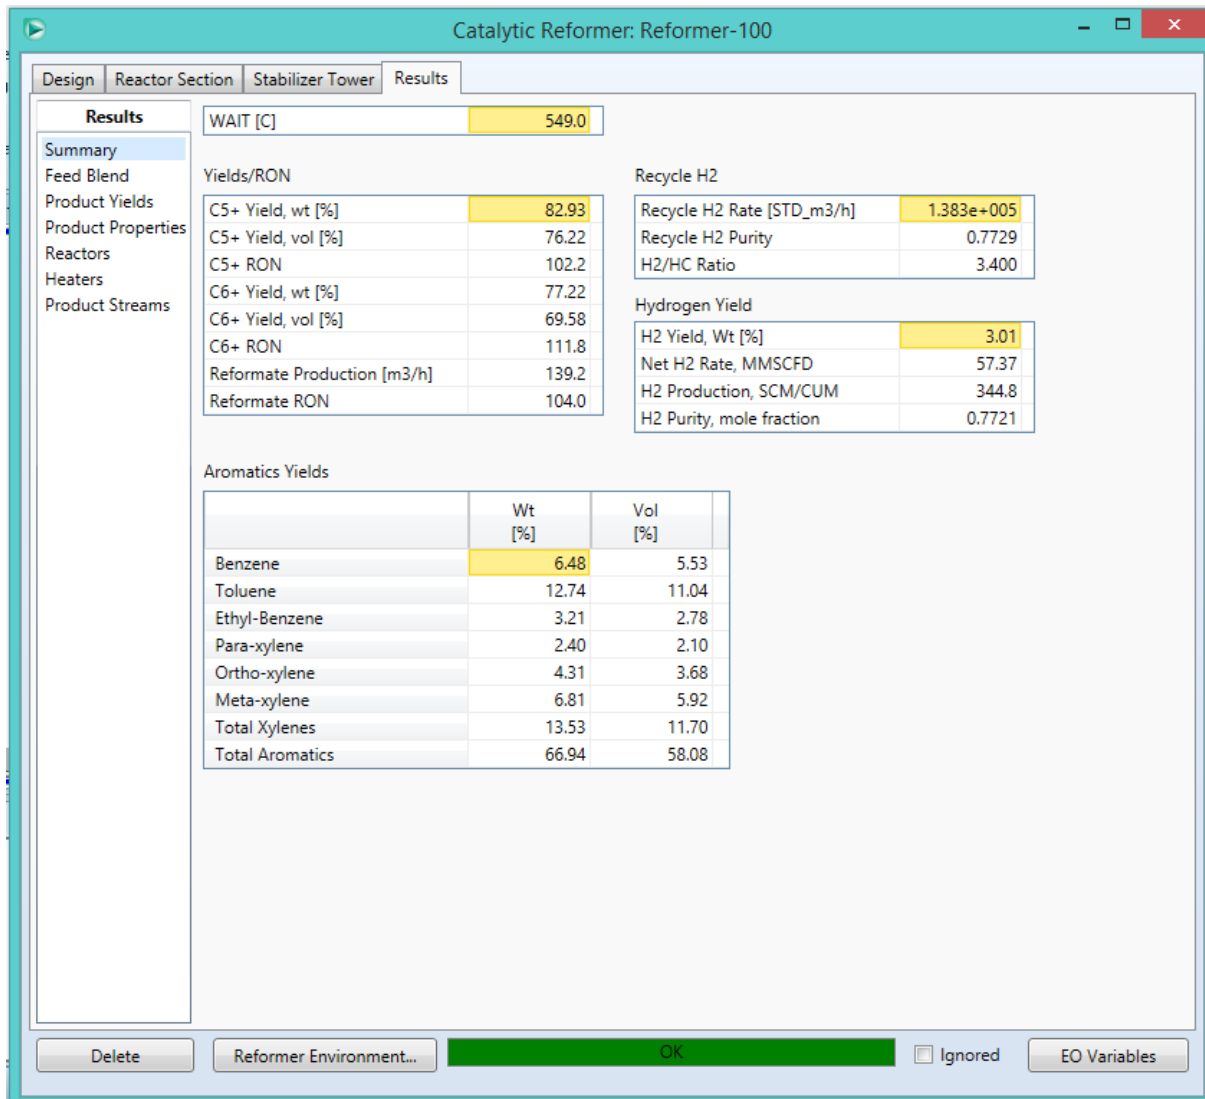 Catalytic Reformer: Reformer-100
Design Reactor Section Stabilizer Tower Results
Results
Summary
Feed Blend
Product Yields
Product Properties
Reactors
Heaters
Product Streams
WAIT [C] 549.0
Yields/RON
C5+ Yield, wt [%] 82.93
C5+ Yield, vol [%] 76.22
C5+ RON 102.2
C6+ Yield, wt [%] 77.22
C6+ Yield, vol [%] 69.58
C6+ RON 111.8
Reformate Production [m3/h] 139.2
Reformate RON 104.0
Recycle H2
Recycle H2 Rate [STD_m3/h] 1.383e+005
Recycle H2 Purity 0.7729
H2/HC Ratio 3.400
Hydrogen Yield
H2 Yield, Wt [%] 3.01
Net H2 Rate, MMSCFD 57.37
H2 Production, SCM/CUM 344.8
H2 Purity, mole fraction 0.7721
Aromatics Yields
Wt Vol
[%] [%]
Benzene 6.48 5.53
Toluene 12.74 11.04
Ethyl-Benzene 3.21 2.78
Para-xylene 2.40 2.10
Ortho-xylene 4.31 3.68
Meta-xylene 6.81 5.92
Total Xylenes 13.53 11.70
Total Aromatics 66.94 58.08
Delete Reformer Environment... OK Ignored EO Variables